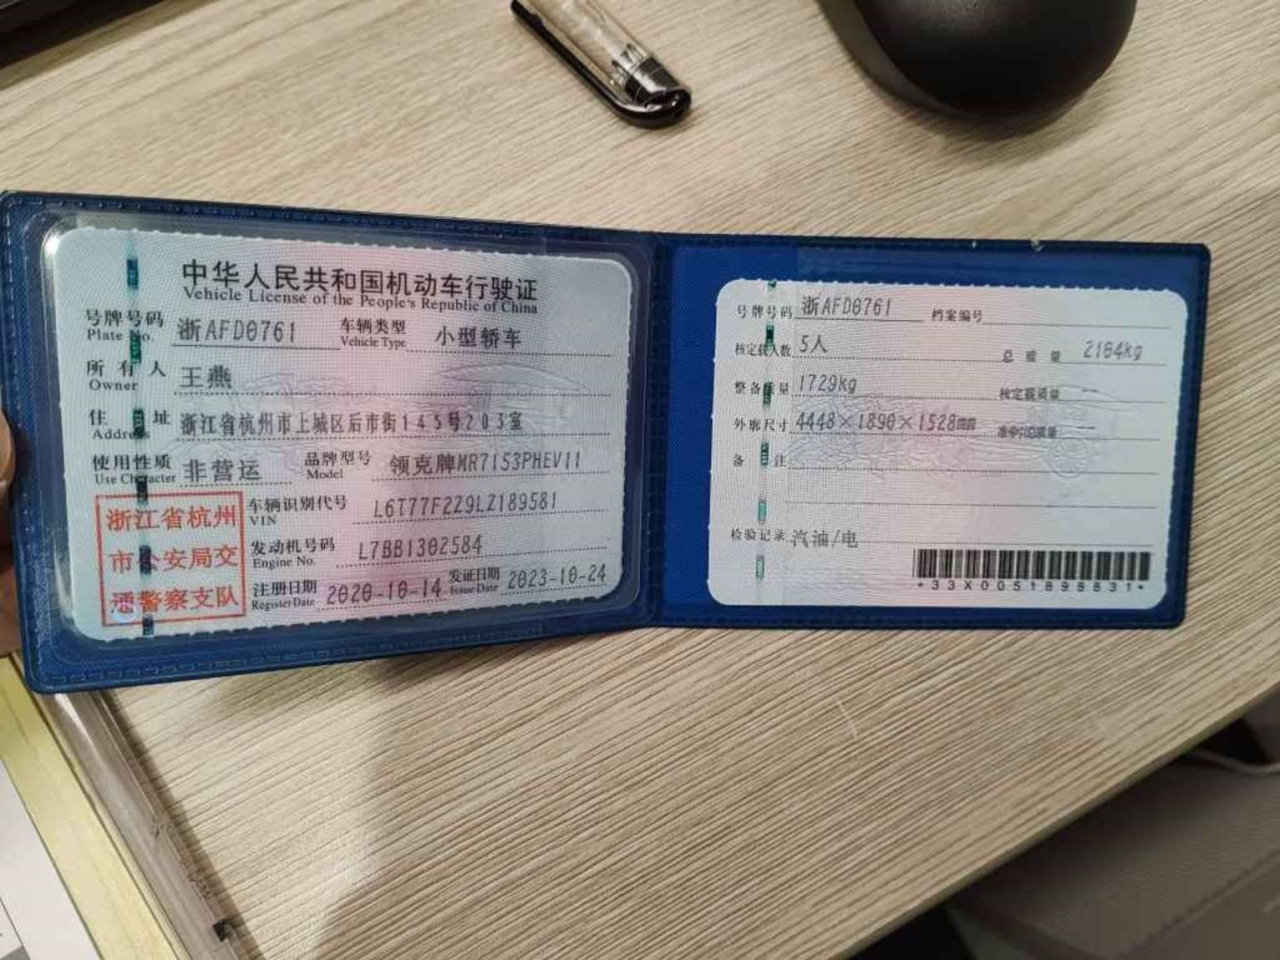 中华人民共和国机动车行驶证
Vehicle License of the People's Republic of China
号牌号码 浙AFD0761 车辆类型 小型轿车
Plate No. Vehicle Type
所有人 王燕
Owner
住址 浙江省杭州市上城区后市街145号203室
Address
使用性质 非营运 品牌型号 领克牌MR7153PHEV11
Use Character Model
浙江省杭州市公安局交通警察支队
车辆识别代号 L6T77F2Z9LZ189581
VIN
发动机号码 L7BB1302584
Engine No.
注册日期 2020-10-14 发证日期 2023-10-24
Register Date Issue Date
号牌号码 浙AFD0761 档案编号
核定载人数 5人 总质量 2164kg
整备质量 1729kg 核定载质量 --
外廓尺寸 4448×1890×1528mm 准牵引总质量 --
备注
检验记录 汽油/电
*33X0051898831*